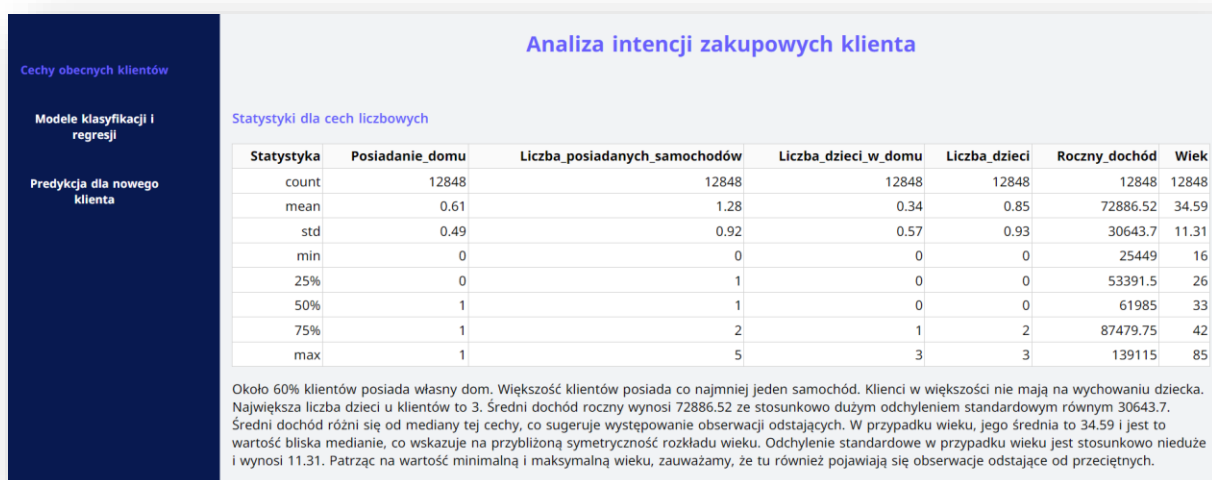 Analiza intencji zakupowych klienta
Cechy obecnych klientów
Modele klasyfikacji i
regresji
Predykcja dla nowego
klienta
Statystyki dla cech liczbowych
Statystyka Posiadanie_domu Liczba_posiadanych_samochodów Liczba_dzieci_w_domu Liczba_dzieci Roczny_dochód Wiek
count 12848 12848 12848 12848 12848 12848
mean 0.61 1.28 0.34 0.85 72886.52 34.59
std 0.49 0.92 0.57 0.93 30643.7 11.31
min 0 0 0 0 25449 16
25% 0 1 0 0 53391.5 26
50% 1 1 0 0 61985 33
75% 1 2 1 2 87479.75 42
max 1 5 3 3 139115 85
Około 60% klientów posiada własny dom. Większość klientów posiada co najmniej jeden samochód. Klienci w większości nie mają na wychowaniu dziecka.
Największa liczba dzieci u klientów to 3. Średni dochód roczny wynosi 72886.52 ze stosunkowo dużym odchyleniem standardowym równym 30643.7.
Średni dochód różni się od mediany tej cechy, co sugeruje występowanie obserwacji odstających. W przypadku wieku, jego średnia to 34.59 i jest to
wartość bliska medianie, co wskazuje na przybliżoną symetryczność rozkładu wieku. Odchylenie standardowe w przypadku wieku jest stosunkowo nieduże
i wynosi 11.31. Patrząc na wartość minimalną i maksymalną wieku, zauważamy, że tu również pojawiają się obserwacje odstające od przeciętnych.